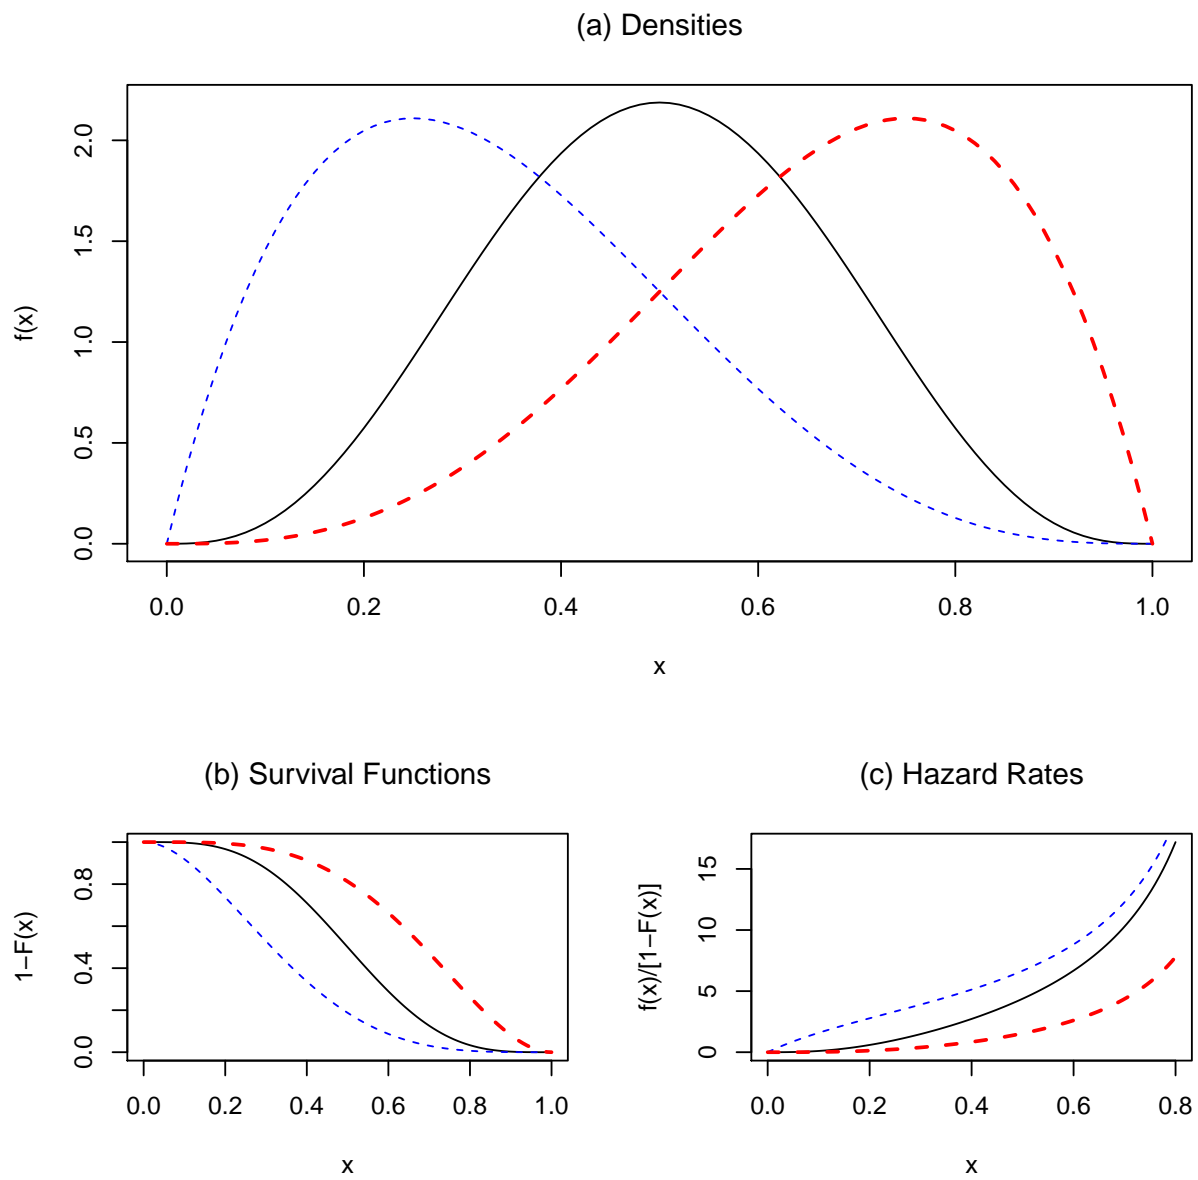 (a) Densities
f(x)
0.0 0.5 1.0 1.5 2.0
0.0 0.2 0.4 0.6 0.8 1.0
x
(b) Survival Functions
1−F(x)
0.0 0.4 0.8
0.0 0.2 0.4 0.6 0.8 1.0
x
(c) Hazard Rates
f(x)/[1−F(x)]
0 5 10 15
0.0 0.2 0.4 0.6 0.8
x